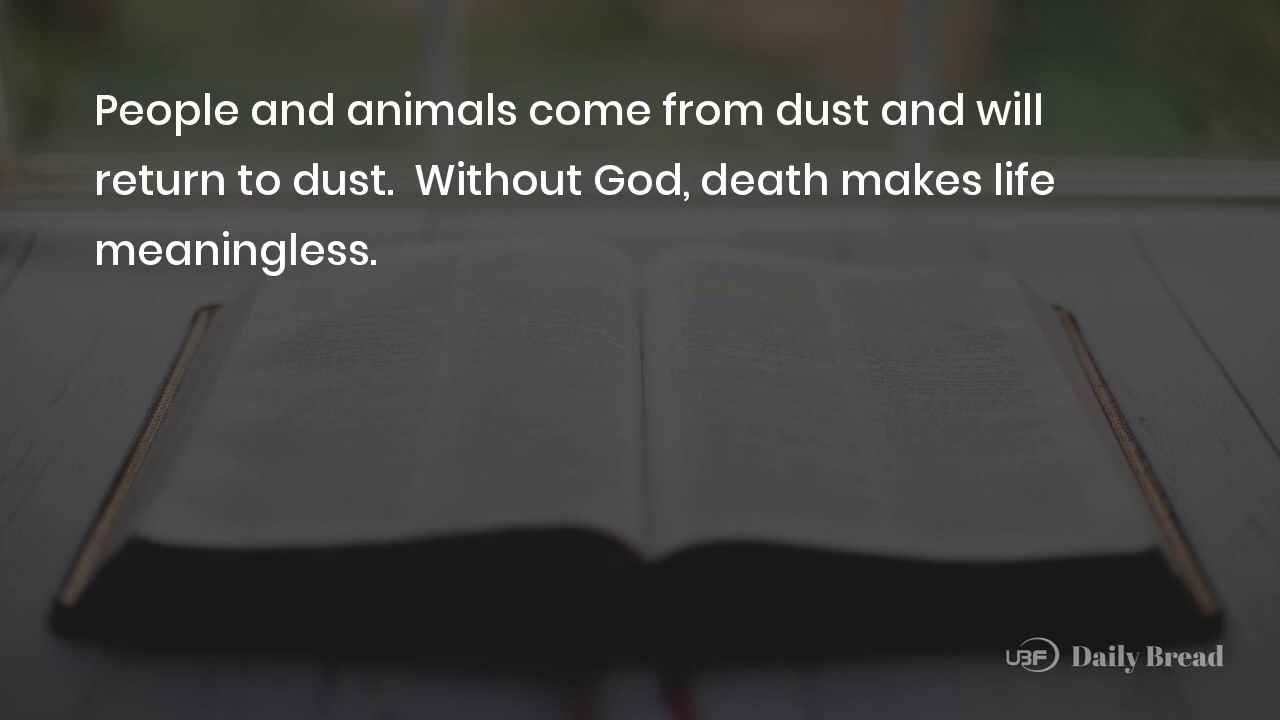 People and animals come from dust and will
return to dust.  Without God, death makes life
meaningless.
UBF Daily Bread